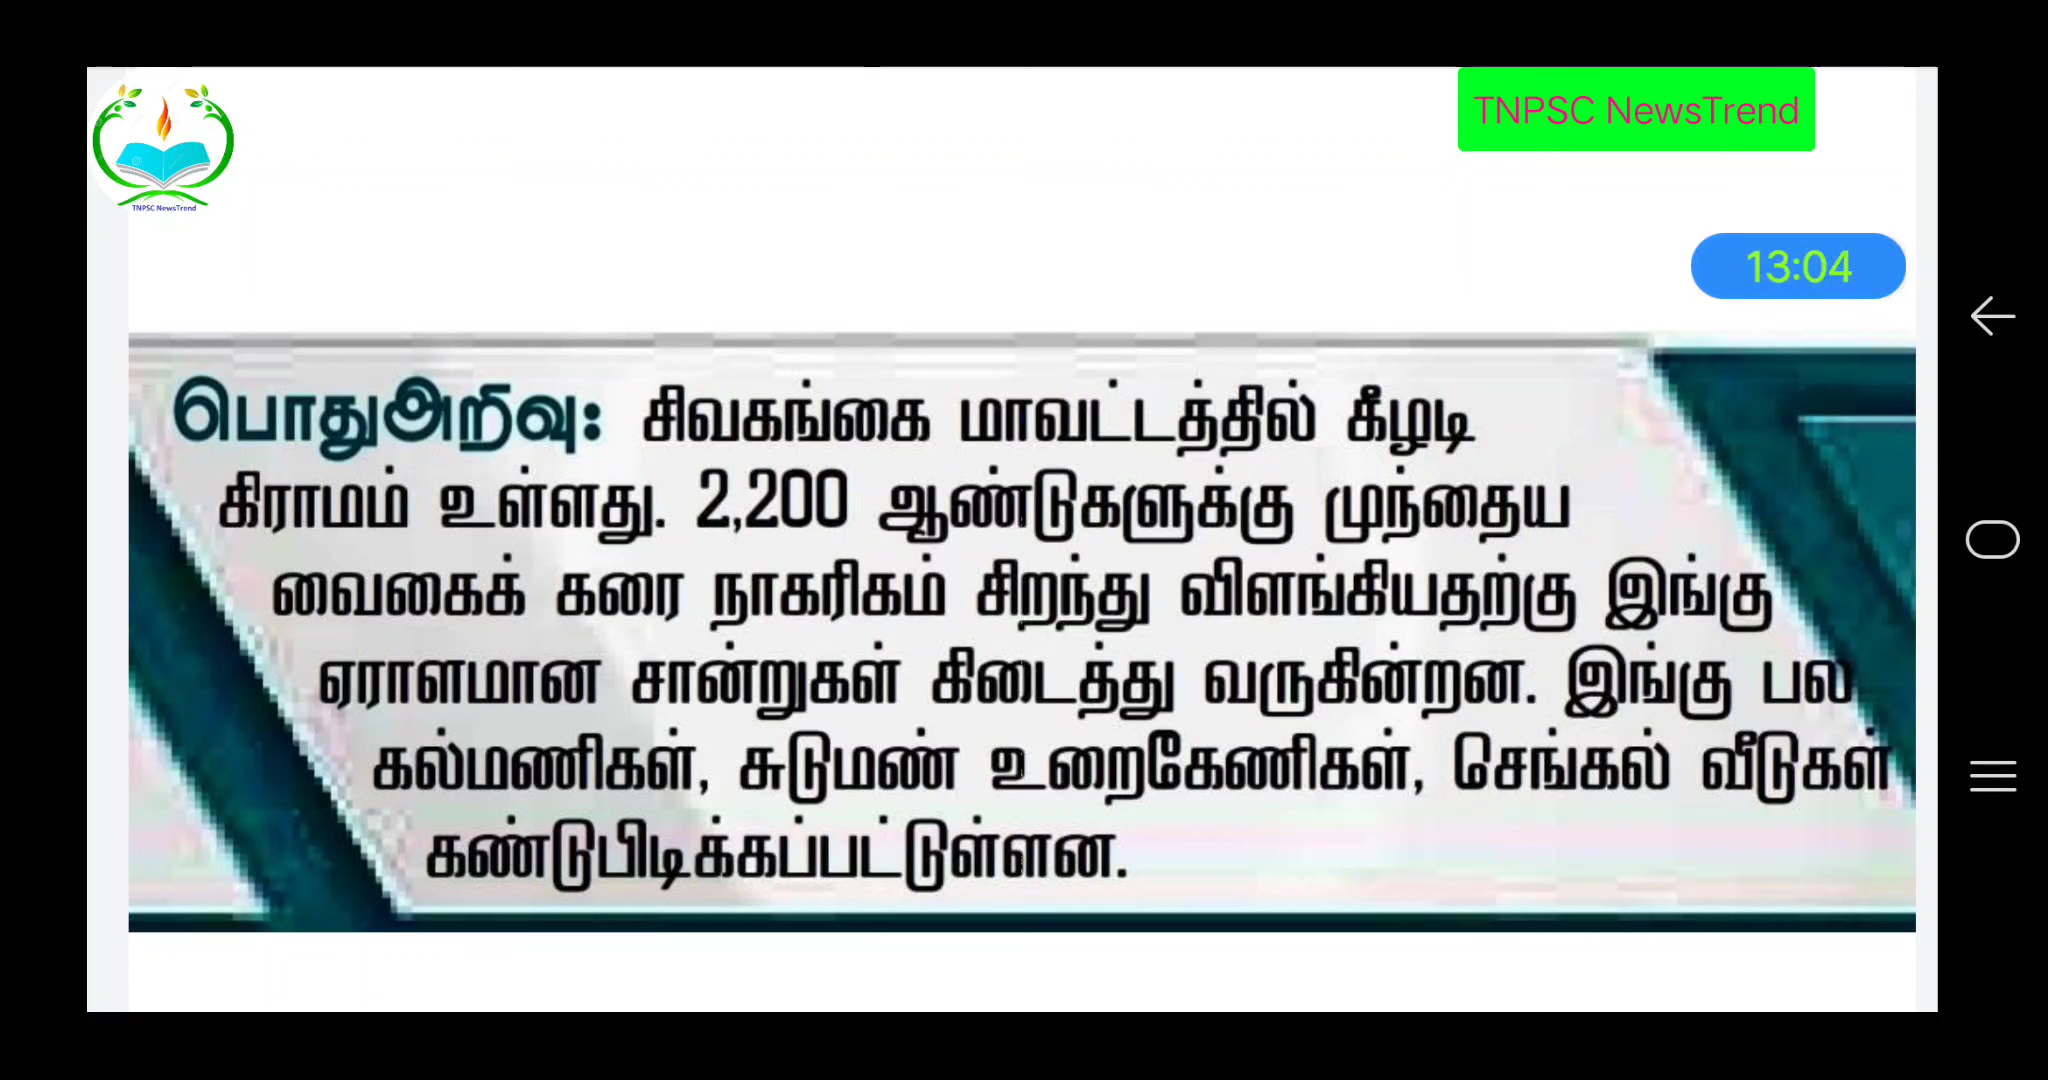 TNPSC NewsTrend
TNPSC NewsTrend
13:04
பொதுஅறிவு: சிவகங்கை மாவட்டத்தில் கீழடி
கிராமம் உள்ளது. 2,200 ஆண்டுகளுக்கு முந்தைய
வைகைக் கரை நாகரிகம் சிறந்து விளங்கியதற்கு இங்கு
ஏராளமான சான்றுகள் கிடைத்து வருகின்றன. இங்கு பல
கல்மணிகள், சுடுமண் உறைகேணிகள், செங்கல் வீடுகள்
கண்டுபிடிக்கப்பட்டுள்ளன.